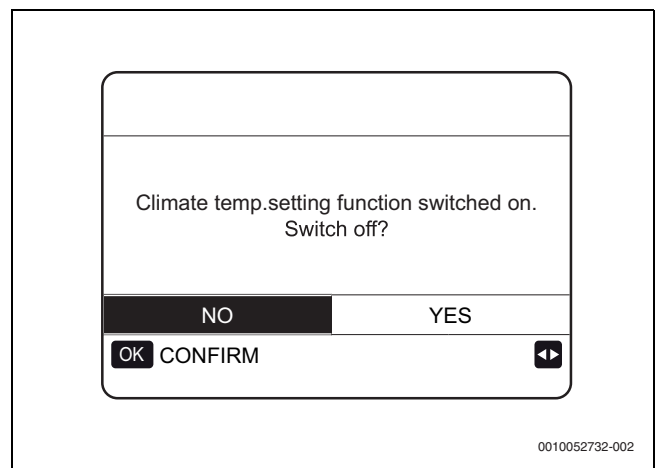 Climate temp.setting function switched on.
Switch off?
NO YES
OK CONFIRM
0010052732-002